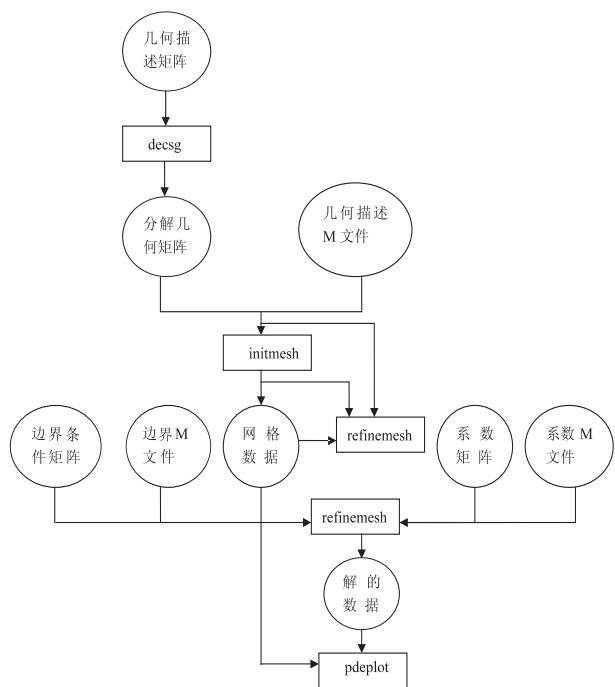 几何描
述矩阵
decsg
分解几
何矩阵
几何描述
M 文件
initmesh
边界条
件矩阵
边界M
文件
网 格
数 据
refinemesh
系 数
矩 阵
系数 M
文件
refinemesh
解 的
数 据
pdeplot